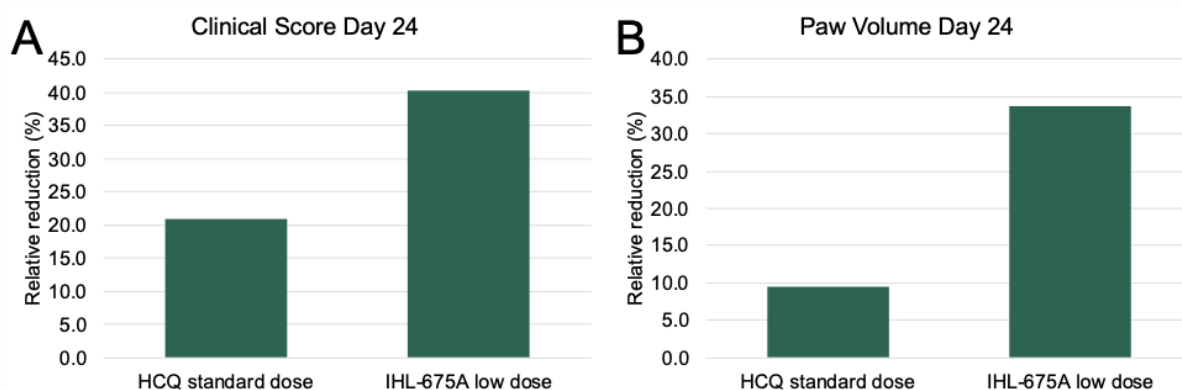 A
Clinical Score Day 24
Relative reduction (%)
45.0
40.0
35.0
30.0
25.0
20.0
15.0
10.0
5.0
0.0
HCQ standard dose
IHL-675A low dose
B
Paw Volume Day 24
Relative reduction (%)
40.0
35.0
30.0
25.0
20.0
15.0
10.0
5.0
0.0
HCQ standard dose
IHL-675A low dose